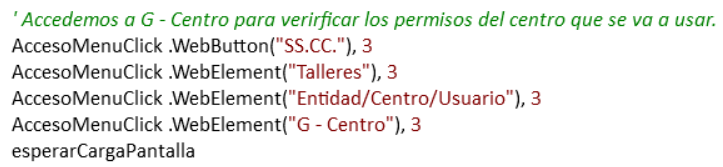 ' Accedemos a G - Centro para verirficar los permisos del centro que se va a usar.
AccesoMenuClick .WebButton("SS.CC."), 3
AccesoMenuClick .WebElement("Talleres"), 3
AccesoMenuClick .WebElement("Entidad/Centro/Usuario"), 3
AccesoMenuClick .WebElement("G - Centro"), 3
esperarCargaPantalla